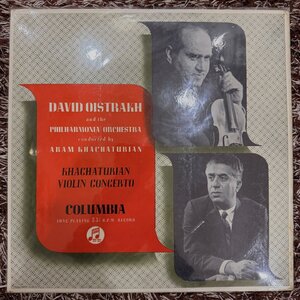 DAVID OISTRAKH
and the
PHILHARMONIA ORCHESTRA
conducted by
ARAM KHACHATURIAN
KHACHATURIAN
VIOLIN CONCERTO
COLUMBIA
LONG PLAYING 33⅓ R.P.M. RECORD